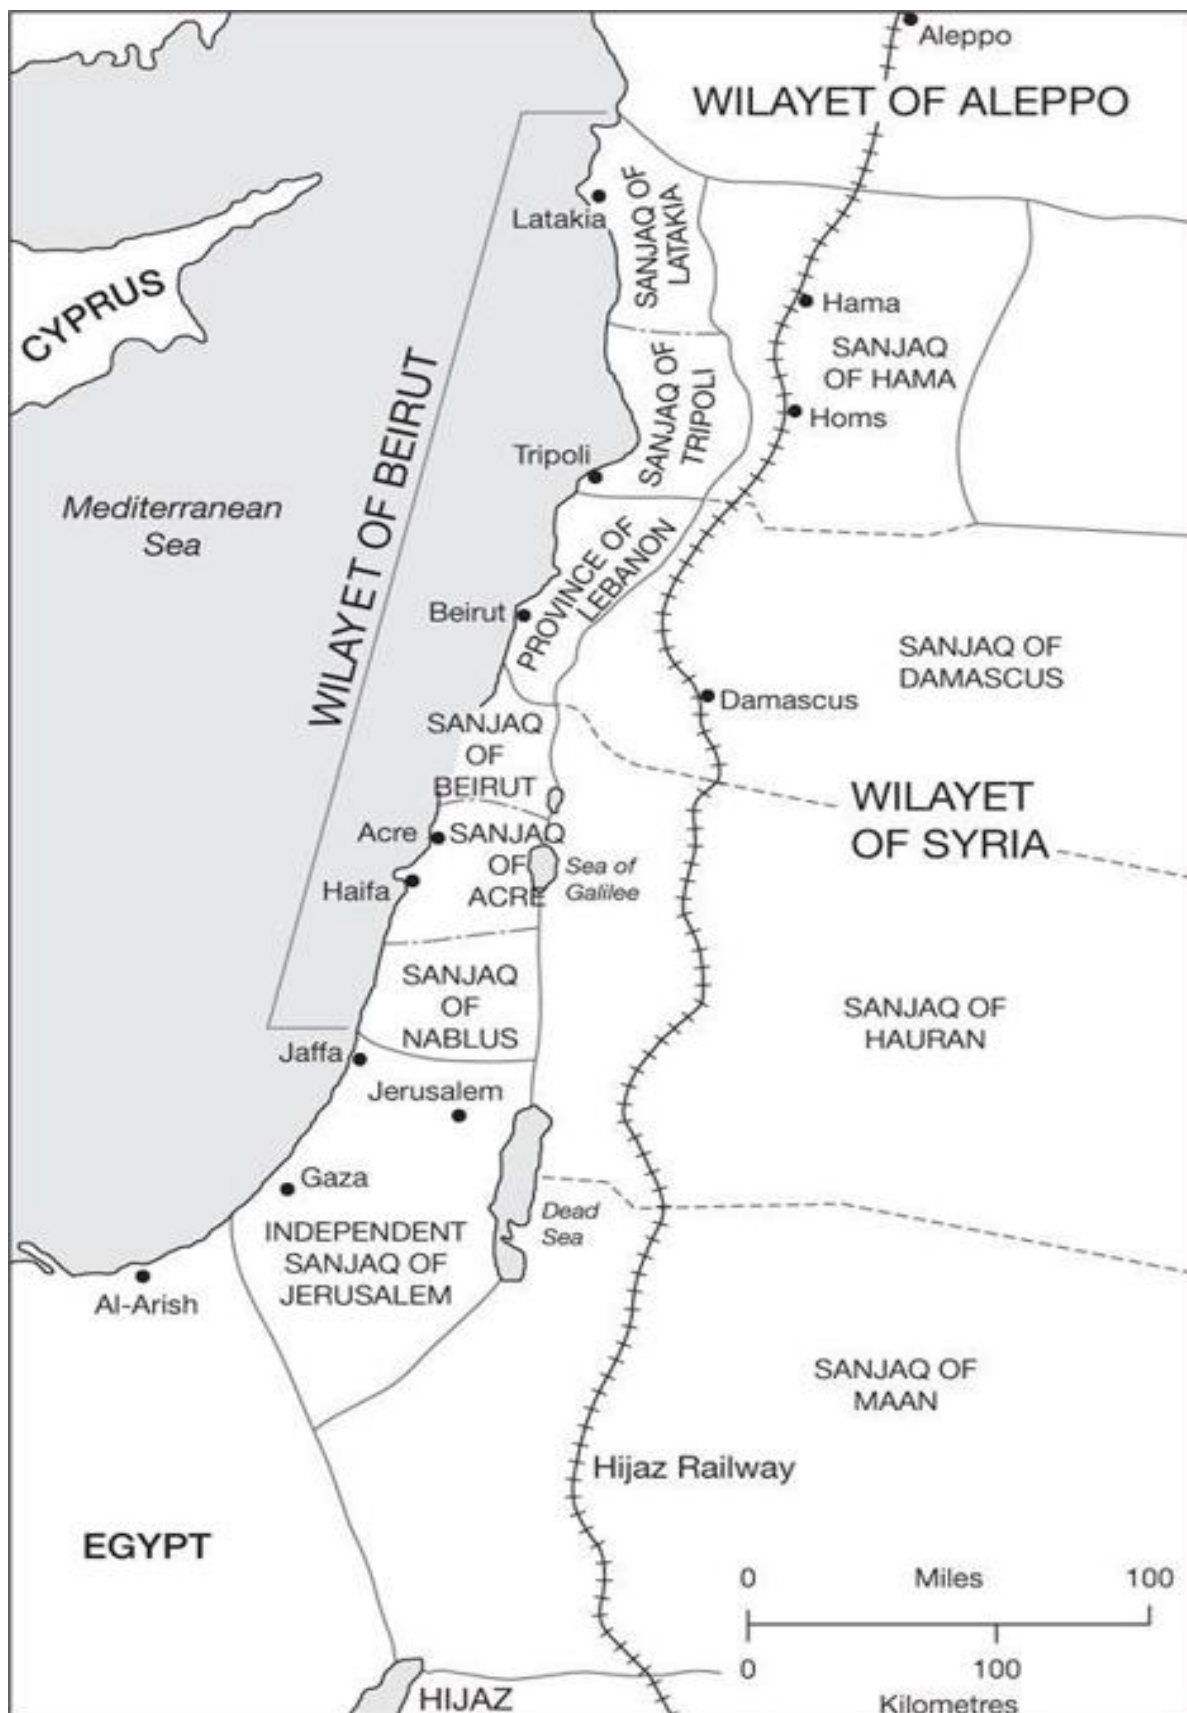 Aleppo
WILAYET OF ALEPPO
Latakia
SANJAQ OF
LATAKIA
CYPRUS
Hama
SANJAQ
OF HAMA
Homs
SANJAQ OF
TRIPOLI
Tripoli
Mediterranean
Sea
WILAYET OF BEIRUT
PROVINCE OF
LEBANON
Beirut
SANJAQ OF
DAMASCUS
Damascus
SANJAQ
OF
BEIRUT
WILAYET
OF SYRIA
Acre
SANJAQ
OF
ACRE
Sea of
Galilee
Haifa
SANJAQ
OF
NABLUS
SANJAQ OF
HAURAN
Jaffa
Jerusalem
Gaza
Dead
Sea
INDEPENDENT
SANJAQ OF
JERUSALEM
Al-Arish
SANJAQ OF
MAAN
Hijaz Railway
EGYPT
0 Miles 100
0 100
Kilometres
HIJAZ